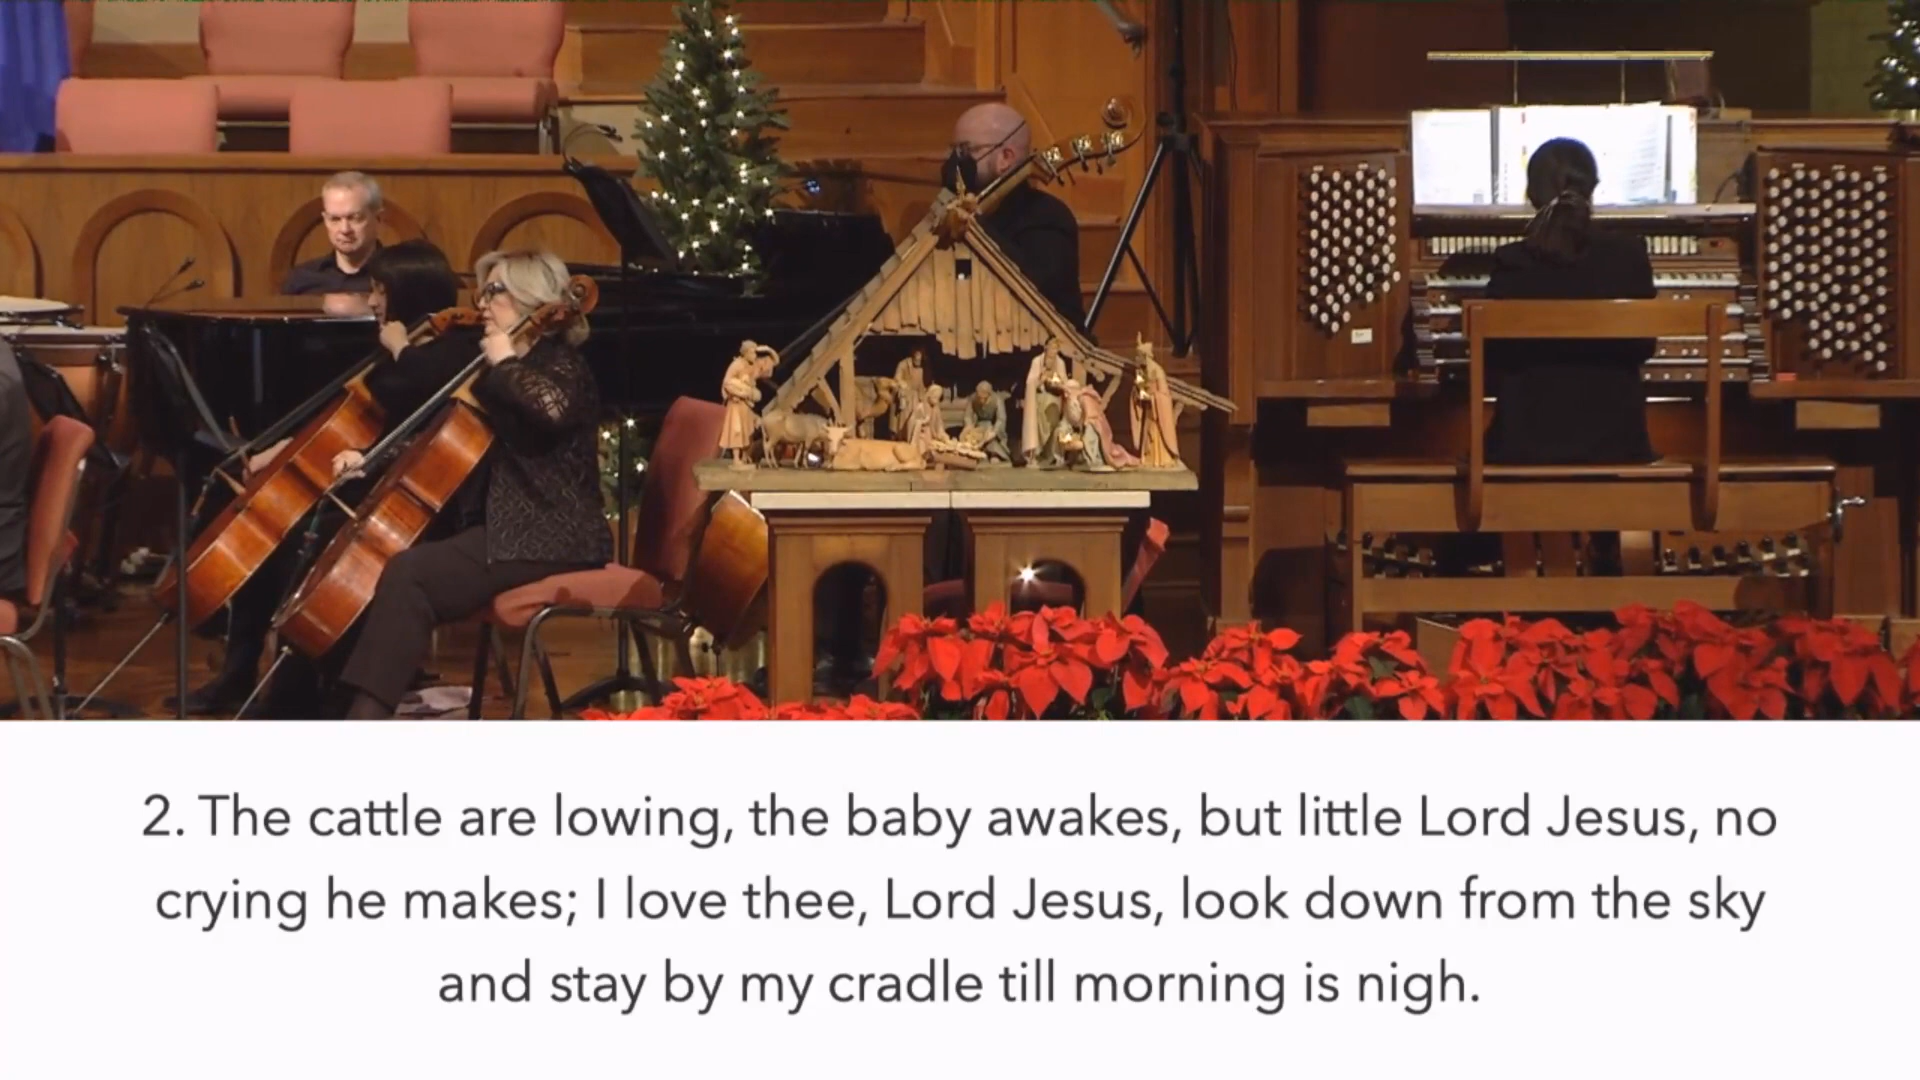 2. The cattle are lowing, the baby awakes, but little Lord Jesus, no
crying he makes; I love thee, Lord Jesus, look down from the sky
and stay by my cradle till morning is nigh.